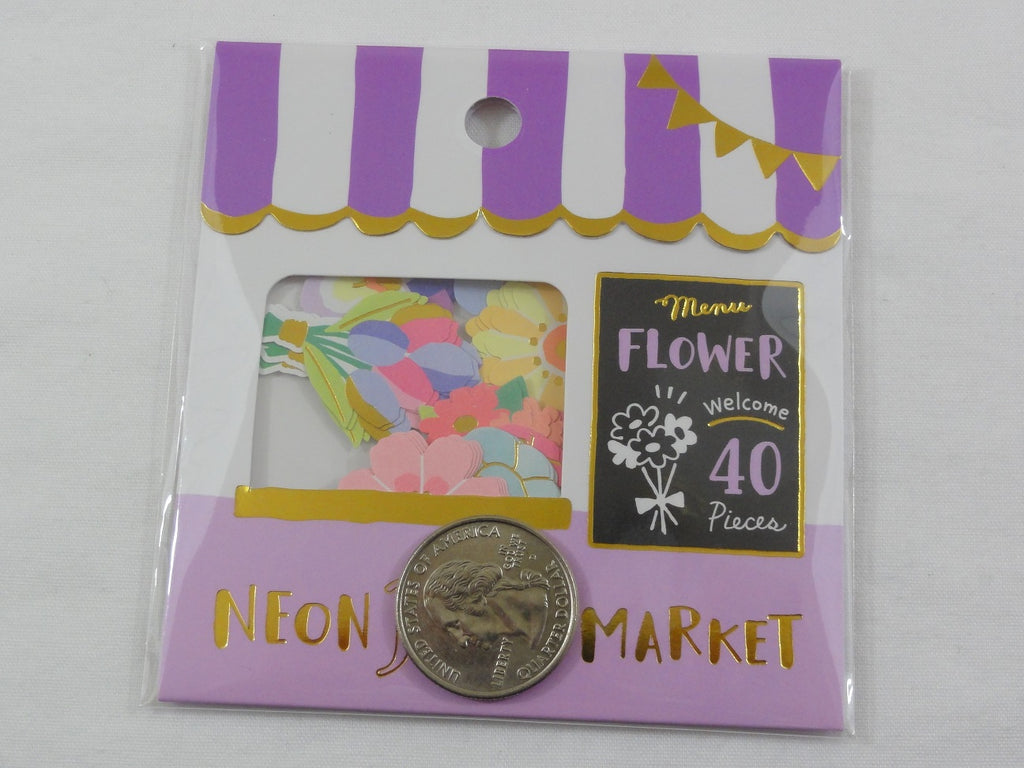 Menu
FLOWER
Welcome
40
Pieces
NEON MARKET
UNITED STATES OF AMERICA
LIBERTY
QUARTER DOLLAR